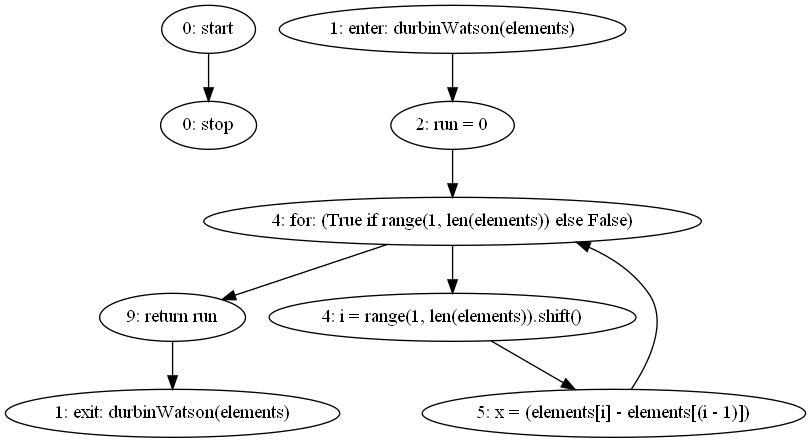 0: start
1: enter: durbinWatson(elements)
0: stop
2: run = 0
4: for: (True if range(1, len(elements)) else False)
9: return run
4: i = range(1, len(elements)).shift()
1: exit: durbinWatson(elements)
5: x = (elements[i] - elements[(i - 1)])